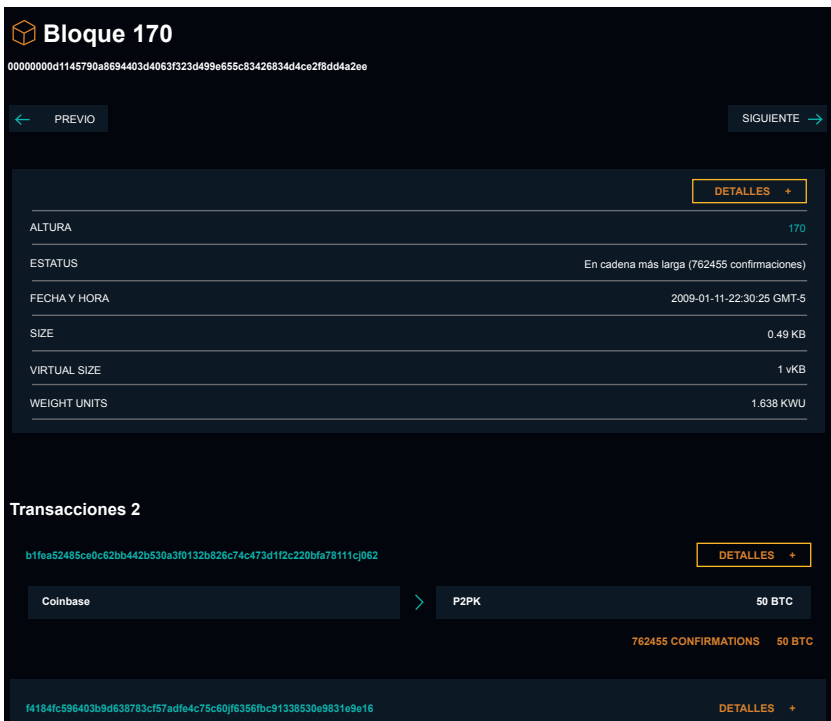 Bloque 170
00000000d1145790a8694403d4063f323d499e655c83426834d4ce2f8dd4a2ee
PREVIO
SIGUIENTE
DETALLES +
ALTURA 170
ESTATUS En cadena más larga (762455 confirmaciones)
FECHA Y HORA 2009-01-11-22:30:25 GMT-5
SIZE 0.49 KB
VIRTUAL SIZE 1 vKB
WEIGHT UNITS 1.638 KWU
Transacciones 2
b1fea52485ce0c62bb442b530a3f0132b826c74c473d1f2c220bfa78111cj062 DETALLES +
Coinbase > P2PK 50 BTC
762455 CONFIRMATIONS 50 BTC
f4184fc596403b9d638783cf57adfe4c75c60jf6356fbc91338530e9831e9e16 DETALLES +